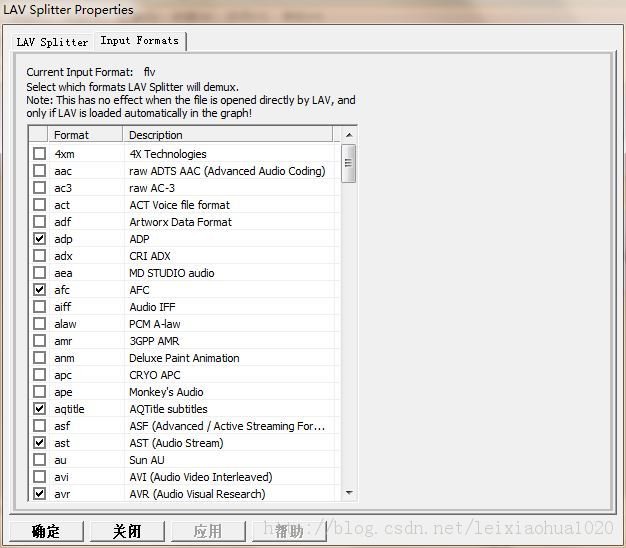 LAV Splitter Properties
LAV Splitter Input Formats
Current Input Format: flv
Select which formats LAV Splitter will demux.
Note: This has no effect when the file is opened directly by LAV, and
only if LAV is loaded automatically in the graph!
Format Description
4xm 4X Technologies
aac raw ADTS AAC (Advanced Audio Coding)
ac3 raw AC-3
act ACT Voice file format
adf Artworx Data Format
adp ADP
adx CRI ADX
aea MD STUDIO audio
afc AFC
aiff Audio IFF
alaw PCM A-law
amr 3GPP AMR
anm Deluxe Paint Animation
apc CRYO APC
ape Monkey's Audio
aqtitle AQTitle subtitles
asf ASF (Advanced / Active Streaming For...
ast AST (Audio Stream)
au Sun AU
avi AVI (Audio Video Interleaved)
avr AVR (Audio Visual Research)
确定 关闭 应用 帮助
http://blog.csdn.net/leixiaohua1020